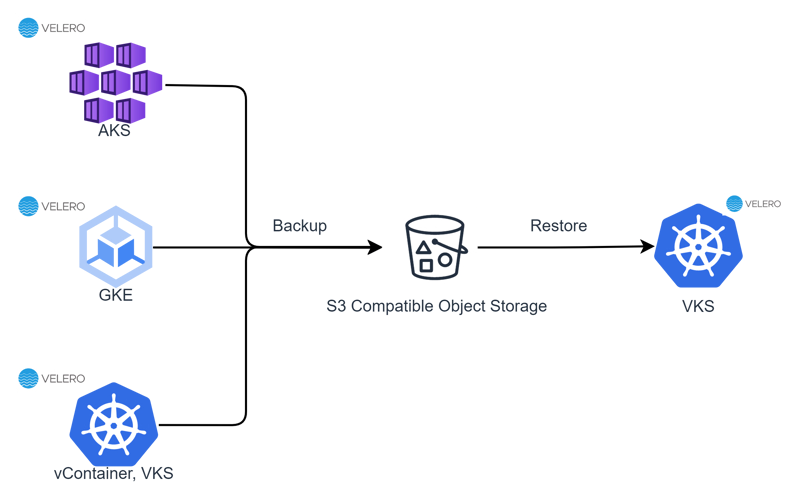 VELERO
AKS
VELERO
GKE
Backup
S3 Compatible Object Storage
Restore
VELERO
VKS
VELERO
vContainer, VKS